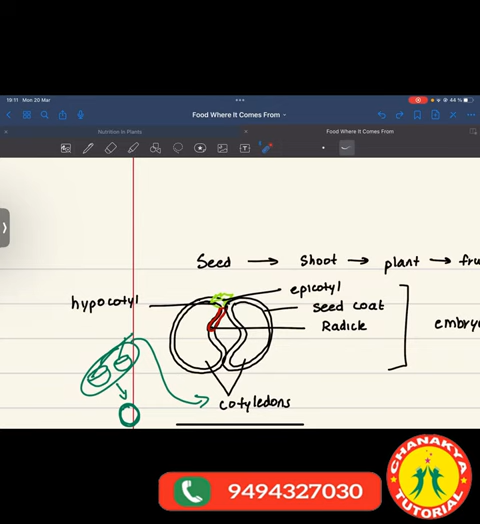 19:11 Mon 20 Mar
44 %
Food Where It Comes From
Nutrition in Plants
Food Where It Comes From
Seed → Shoot → plant → fru
epicotyl
hypocotyl
seed coat
Radicle
embryo
cotyledons
9494327030
CHANAKYA
TUTORIAL